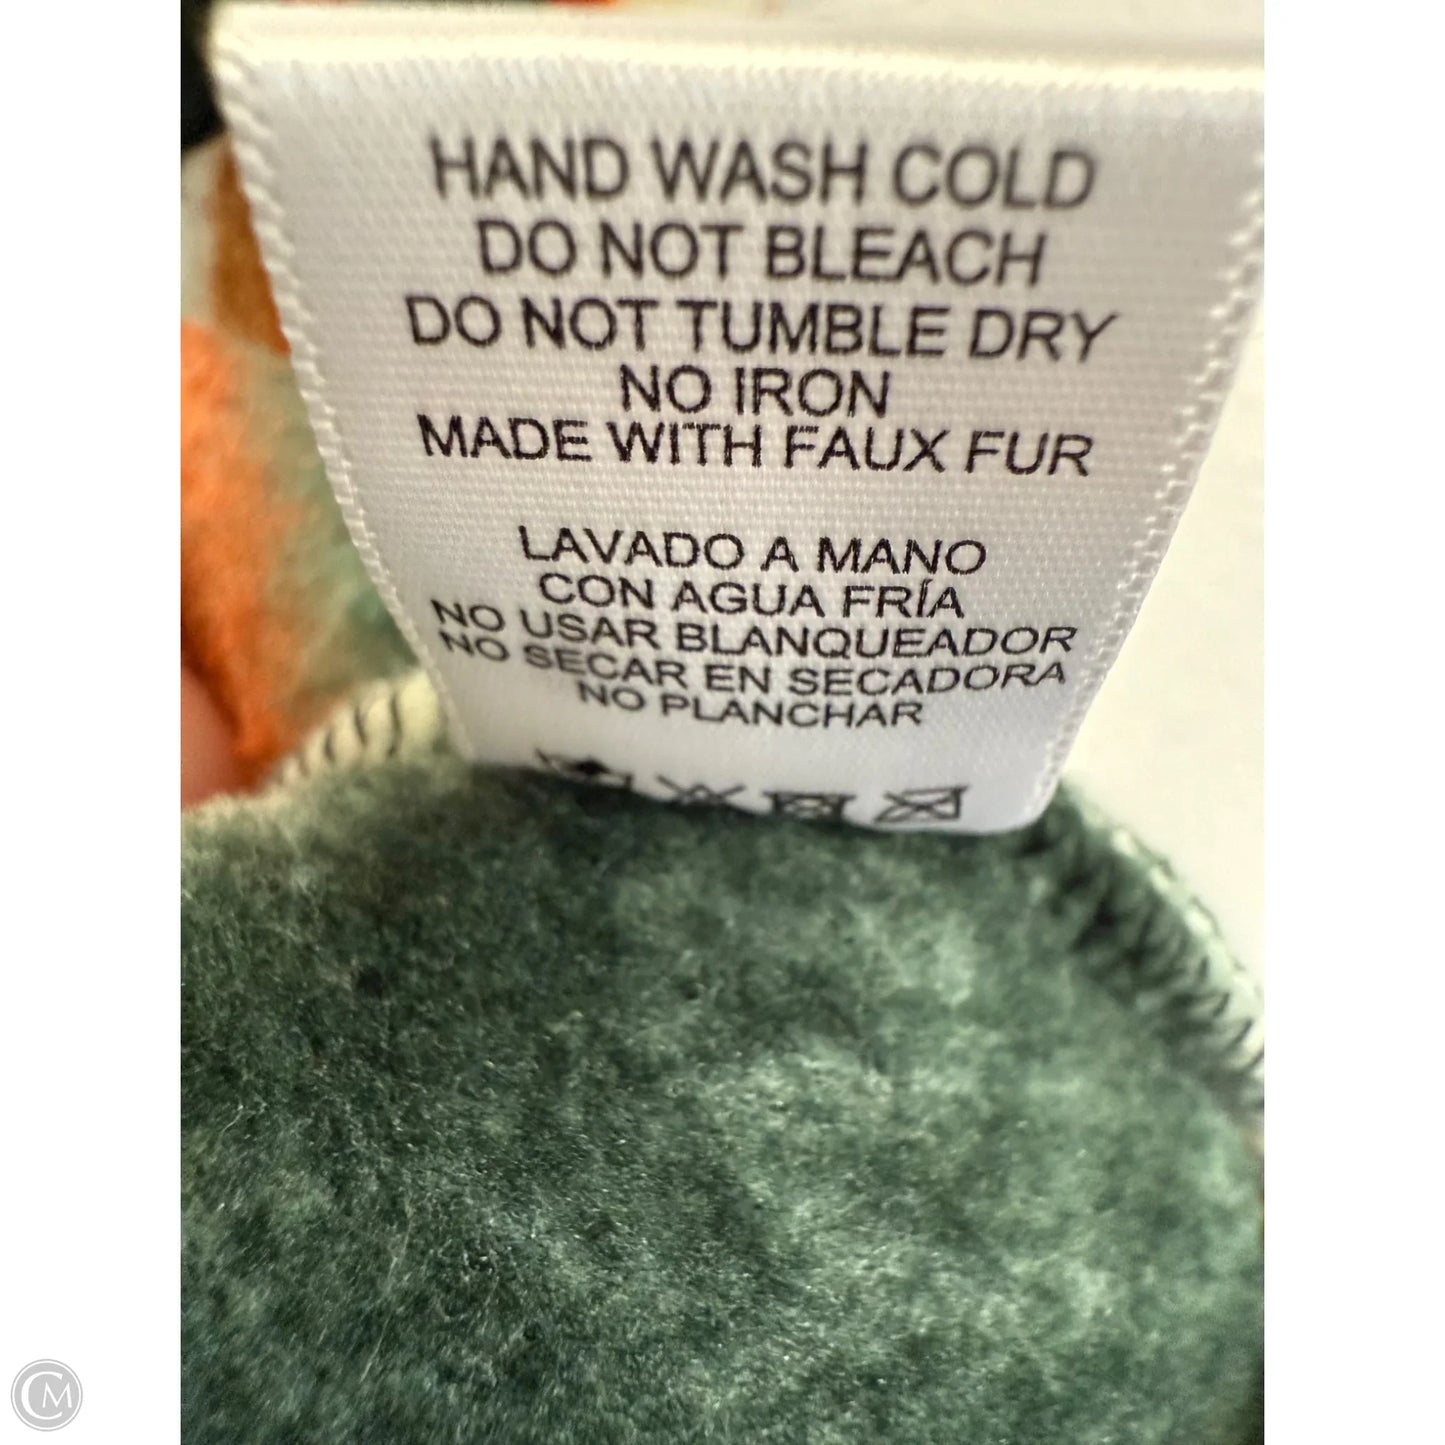 HAND WASH COLD
DO NOT BLEACH
DO NOT TUMBLE DRY
NO IRON
MADE WITH FAUX FUR
LAVADO A MANO
CON AGUA FRÍA
NO USAR BLANQUEADOR
NO SECAR EN SECADORA
NO PLANCHAR
CM